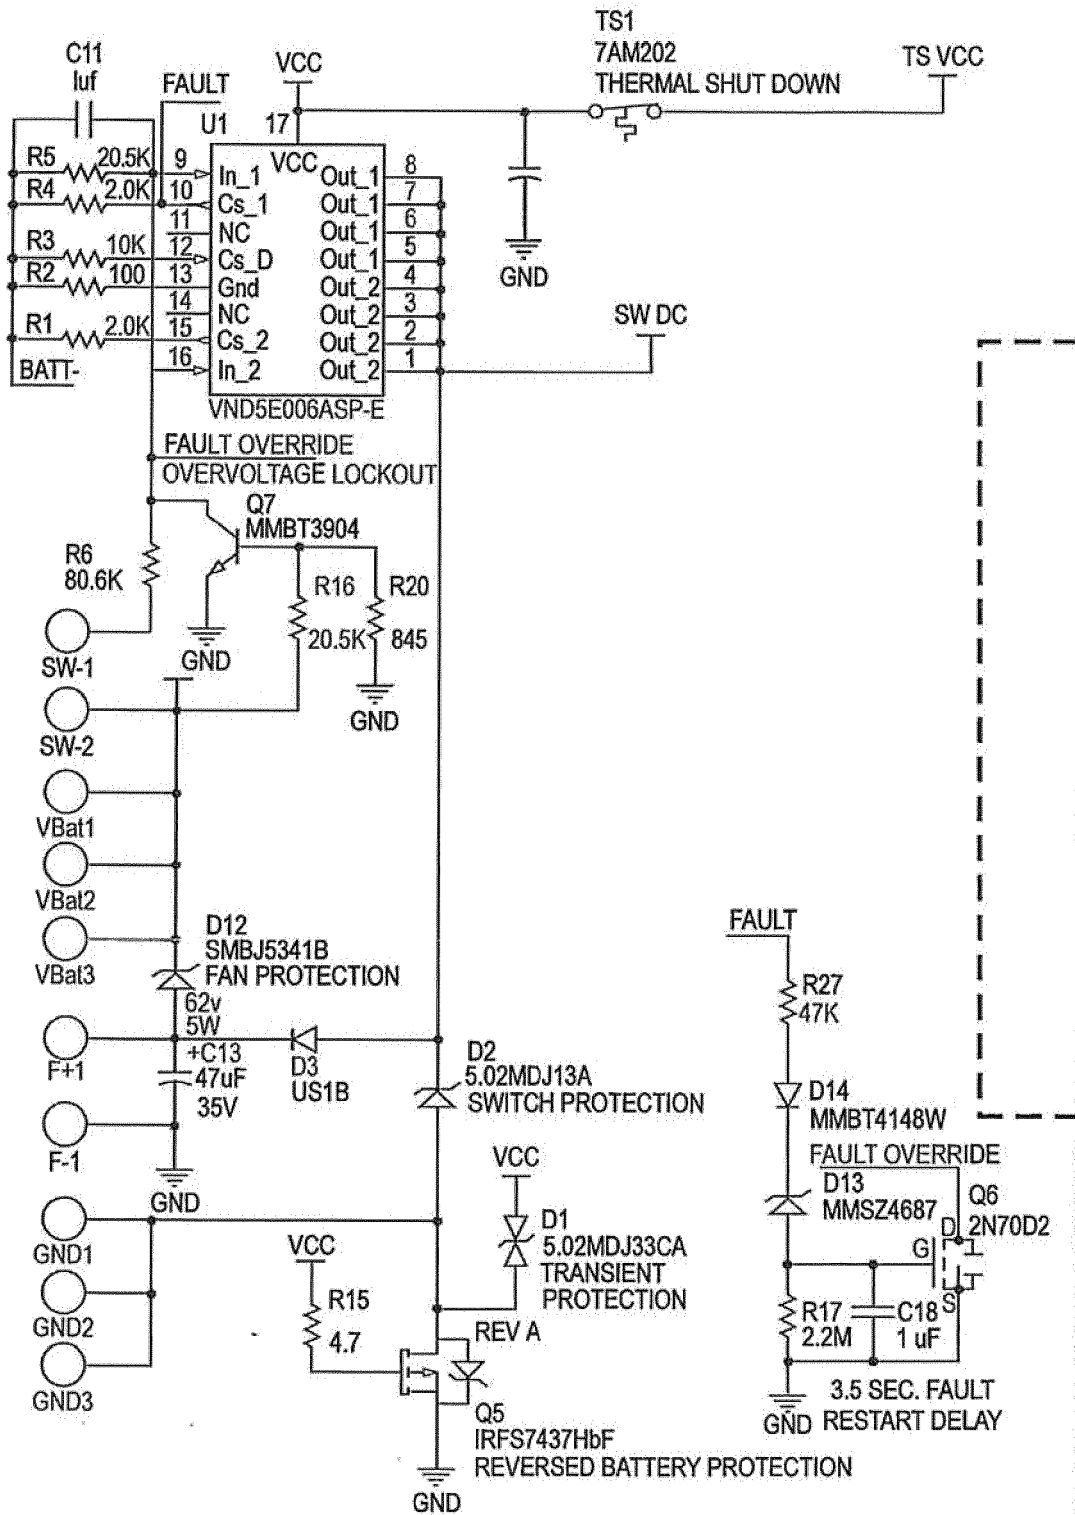 TS1
7AM202
THERMAL SHUT DOWN
TS VCC
C11
1uf
VCC
FAULT
U1
17
R5 20.5K 9
VCC
In_1
Out_1 8
R4 2.0K 10
Cs_1
Out_1 7
11
NC
Out_1 6
R3 10K 12
Cs_D
Out_1 5
R2 100 13
Gnd
Out_2 4
14
NC
Out_2 3
R1 2.0K 15
Cs_2
Out_2 2
16
In_2
Out_2 1
BATT-
VND5E006ASP-E
GND
SW DC
FAULT OVERRIDE
OVERVOLTAGE LOCKOUT
Q7
MMBT3904
R6
80.6K
R16
20.5K
R20
845
SW-1
GND
GND
SW-2
VBat1
VBat2
VBat3
D12
SMBJ5341B
FAN PROTECTION
62v
5W
F+1
+C13
47uF
35V
D3
US1B
D2
5.02MDJ13A
SWITCH PROTECTION
F-1
GND
FAULT
R27
47K
D14
MMBT4148W
FAULT OVERRIDE
D13
MMSZ4687
Q6
2N70D2
D
G
S
R17
2.2M
C18
1 uF
GND
3.5 SEC. FAULT
RESTART DELAY
GND1
GND2
GND3
VCC
R15
4.7
VCC
D1
5.02MDJ33CA
TRANSIENT
PROTECTION
REV A
Q5
IRFS7437HbF
REVERSED BATTERY PROTECTION
GND